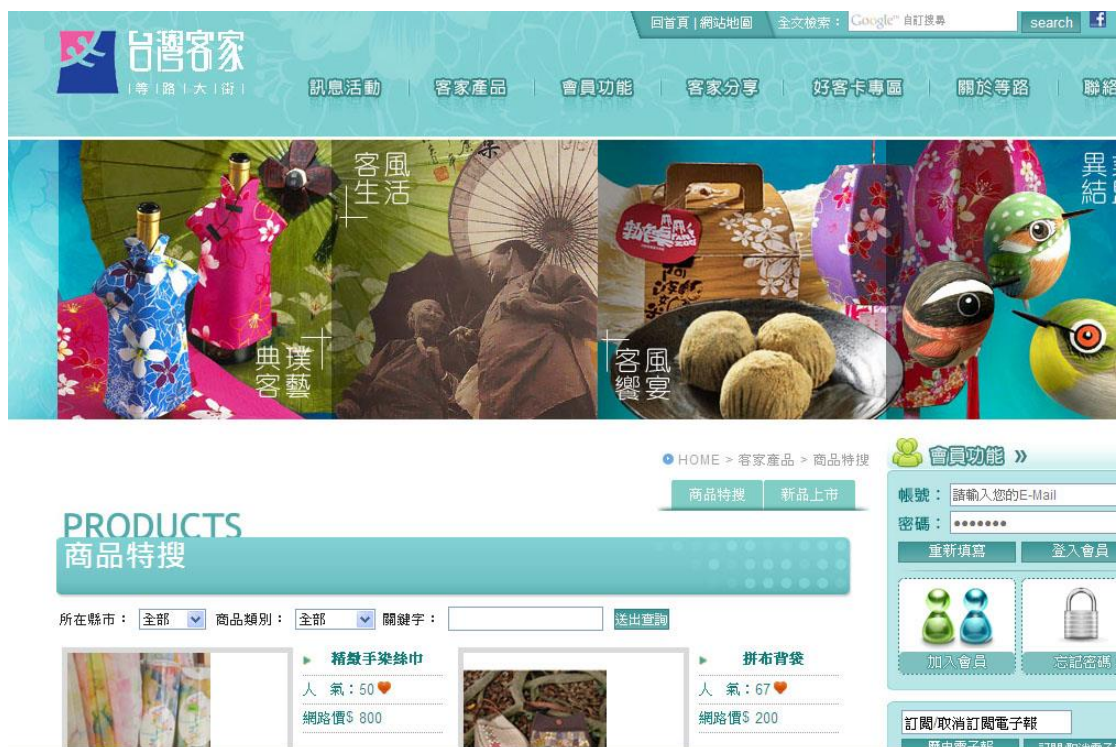 回首頁 | 網站地圖
全文檢索：
Google™ 自訂搜尋
search
台灣客家
| 等 | 路 | 大 | 街 |
訊息活動
客家產品
會員功能
客家分享
好客卡專區
關於等路
聯絡
客風
生活
典璞
客藝
客風
饗宴
異
結
HOME > 客家產品 > 商品特搜
商品特搜
新品上市
PRODUCTS
商品特搜
所在縣市： 全部 商品類別： 全部 關鍵字： 送出查詢
精緻手染絲巾
人 氣：50
網路價$ 800
拼布背袋
人 氣：67
網路價$ 200
會員功能 »
帳號： 請輸入您的E-Mail
密碼： •••••••
重新填寫
登入會員
加入會員
忘記密碼
訂閱/取消訂閱電子報